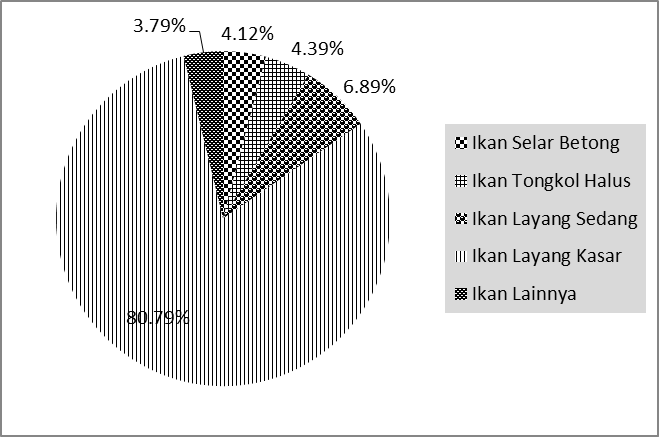 3.79%
4.12%
4.39%
6.89%
80.79%
Ikan Selar Betong
Ikan Tongkol Halus
Ikan Layang Sedang
Ikan Layang Kasar
Ikan Lainnya